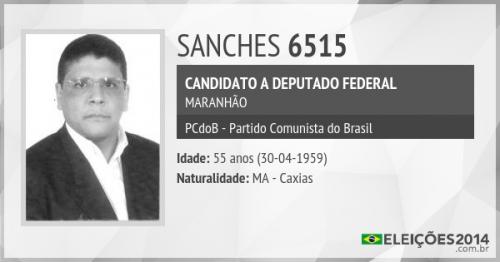 SANCHES 6515
CANDIDATO A DEPUTADO FEDERAL
MARANHÃO
PCdoB - Partido Comunista do Brasil
Idade: 55 anos (30-04-1959)
Naturalidade: MA - Caxias
ELEIÇÕES2014
.com.br